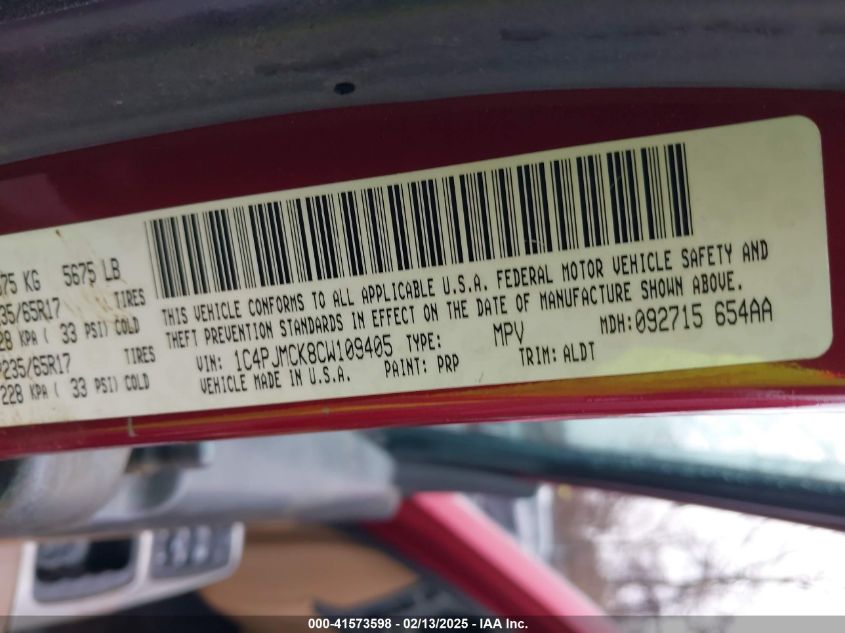 75 KG 5675 LB
235/65R17 TIRES
28 KPA ( 33 PSI) COLD
P235/65R17 TIRES
228 KPA ( 33 PSI) COLD
THIS VEHICLE CONFORMS TO ALL APPLICABLE U.S.A. FEDERAL MOTOR VEHICLE SAFETY AND
THEFT PREVENTION STANDARDS IN EFFECT ON THE DATE OF MANUFACTURE SHOWN ABOVE.
VIN: 1C4PJMCK8CW109405 TYPE: MPV MDH:092715 654AA
VEHICLE MADE IN U.S.A. PAINT: PRP TRIM: ALDT
000-41573598 - 02/13/2025 - IAA Inc.